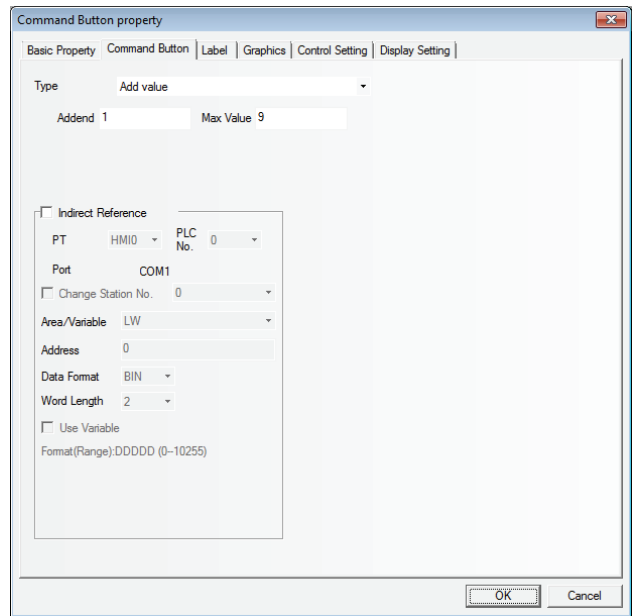 Command Button property
Basic Property Command Button Label Graphics Control Setting Display Setting
Type Add value
Addend 1 Max Value 9
Indirect Reference
PT HMI0 PLC No. 0
Port COM1
Change Station No. 0
Area/Variable LW
Address 0
Data Format BIN
Word Length 2
Use Variable
Format(Range):DDDDD (0--10255)
OK Cancel